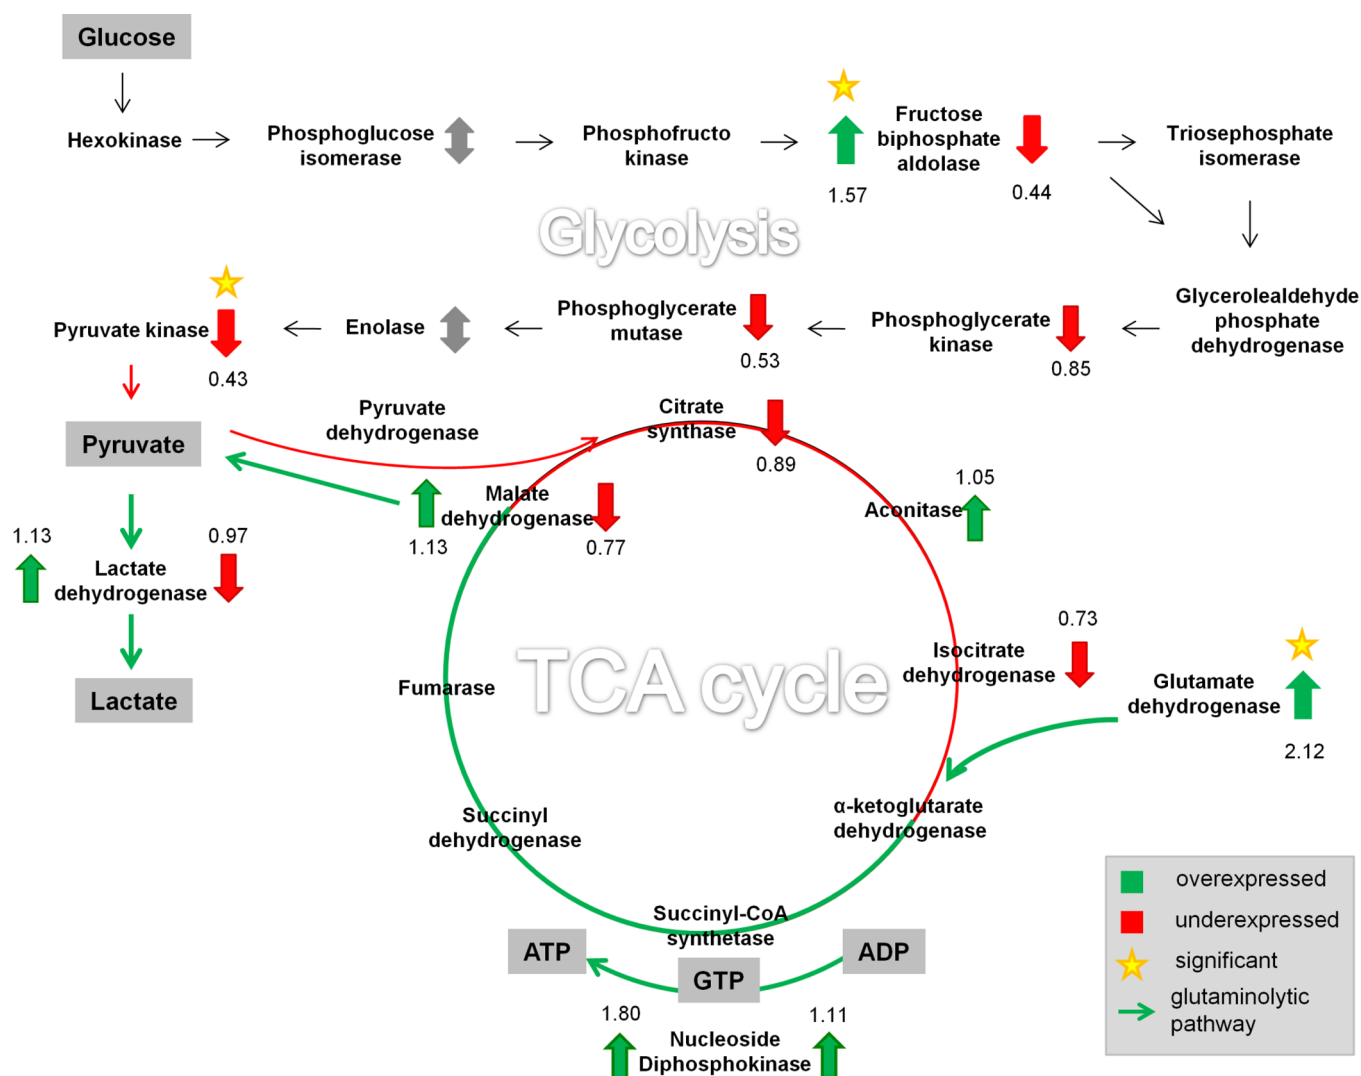 Glucose
Hexokinase
Phosphoglucose
isomerase
Phosphofructo
kinase
1.57
Fructose
biphosphate
aldolase
0.44
Triosephosphate
isomerase
Glycolysis
Pyruvate kinase
0.43
Enolase
Phosphoglycerate
mutase
0.53
Phosphoglycerate
kinase
0.85
Glycerolealdehyde
phosphate
dehydrogenase
Pyruvate
Pyruvate
dehydrogenase
Citrate
synthase
0.89
1.13
Malate
dehydrogenase
0.77
1.05
Aconitase
1.13
0.97
Lactate
dehydrogenase
Lactate
TCA cycle
Fumarase
0.73
Isocitrate
dehydrogenase
Glutamate
dehydrogenase
2.12
Succinyl
dehydrogenase
α-ketoglutarate
dehydrogenase
Succinyl-CoA
synthetase
ATP
GTP
ADP
1.80
1.11
Nucleoside
Diphosphokinase
overexpressed
underexpressed
significant
glutaminolytic
pathway